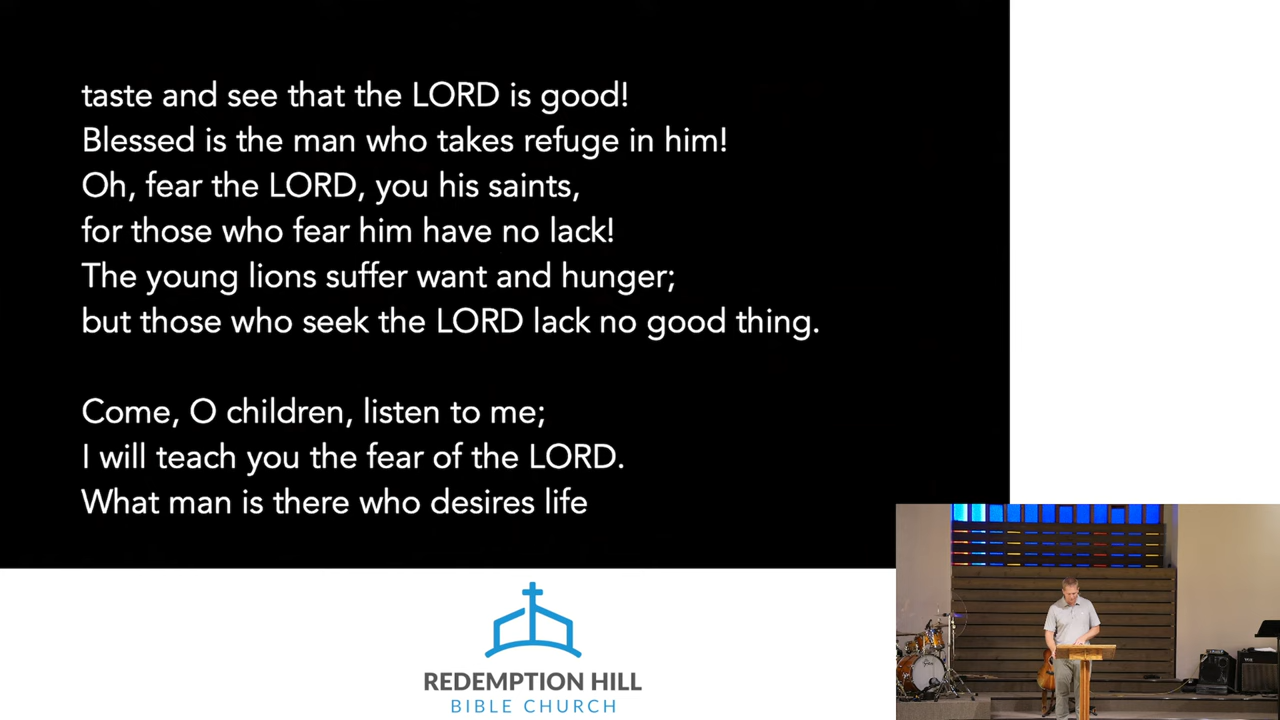 taste and see that the LORD is good!
Blessed is the man who takes refuge in him!
Oh, fear the LORD, you his saints,
for those who fear him have no lack!
The young lions suffer want and hunger;
but those who seek the LORD lack no good thing.
Come, O children, listen to me;
I will teach you the fear of the LORD.
What man is there who desires life
REDEMPTION HILL
BIBLE CHURCH